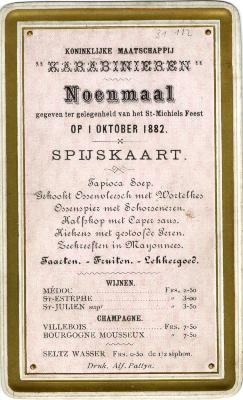 31 112
KONINKLIJKE MAATSCHAPPIJ
"KARABINIEREN"
Noenmaal
gegeven ter gelegenheid van het St-Michiels Feest
OP 1 OKTOBER 1882.
SPIJSKAART.
Tapioca Soep.
Gekookt Ossenvleesch met Wortelkes
Ossenspier met Schorseneren.
Kalfskop met Caper saus.
Kiekens met gestoofde Peren.
Zeekreeften in Mayonnees.
Taarten. - Fruiten. - Lekkergoed.
WIJNEN.
MÉDOC FRS. 2-50
ST-ESTÈPHE " 3-00
ST-JULIEN supr " 3-50
CHAMPAGNE.
VILLEBOIS FRS. 7-50
BOURGOGNE MOUSSEUX " 7-50
SELTZ WASSER FRS. 0-50 de 1/2 siphon.
Druk. Alf. Pattyn.